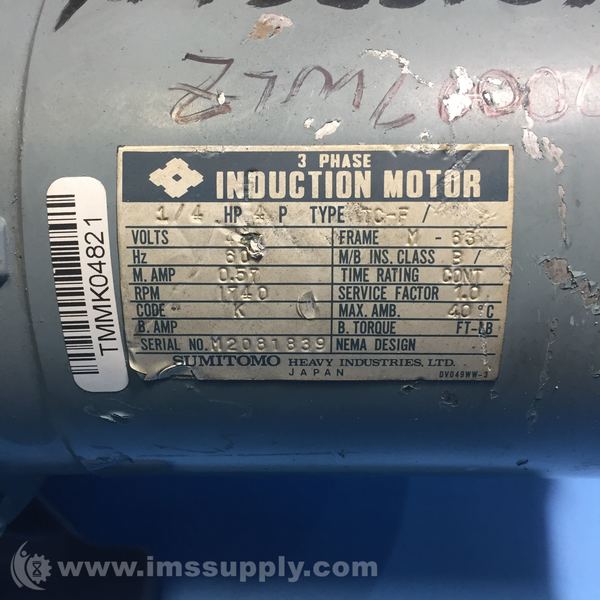 3 PHASE
INDUCTION MOTOR
1/4 HP 4 P TYPE TC-F /
VOLTS FRAME M - 63
Hz 60 M/B INS. CLASS B /
M. AMP 0.57 TIME RATING CONT
RPM 1740 SERVICE FACTOR 1.0
CODE K MAX. AMB. 40 °C
B. AMP B. TORQUE FT-LB
SERIAL NO. M2081839 NEMA DESIGN
SUMITOMO HEAVY INDUSTRIES, LTD.
JAPAN DV049WW-3
TMMK04821
www.imssupply.com